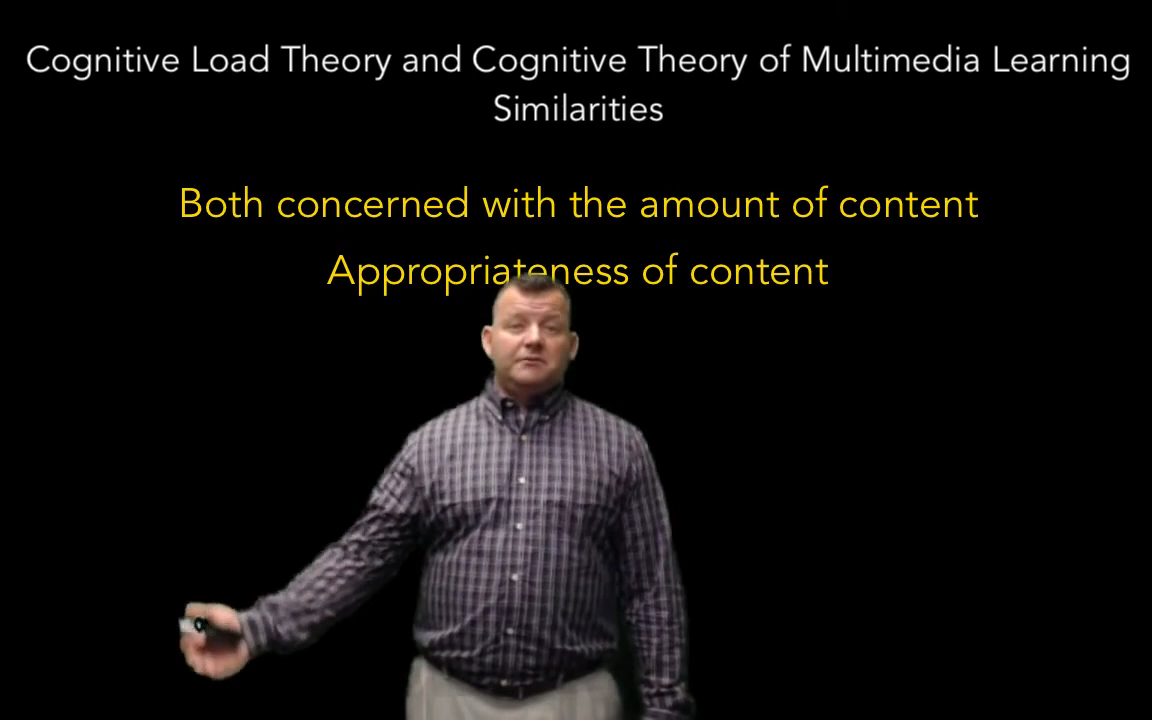 Cognitive Load Theory and Cognitive Theory of Multimedia Learning
Similarities
Both concerned with the amount of content
Appropriateness of content